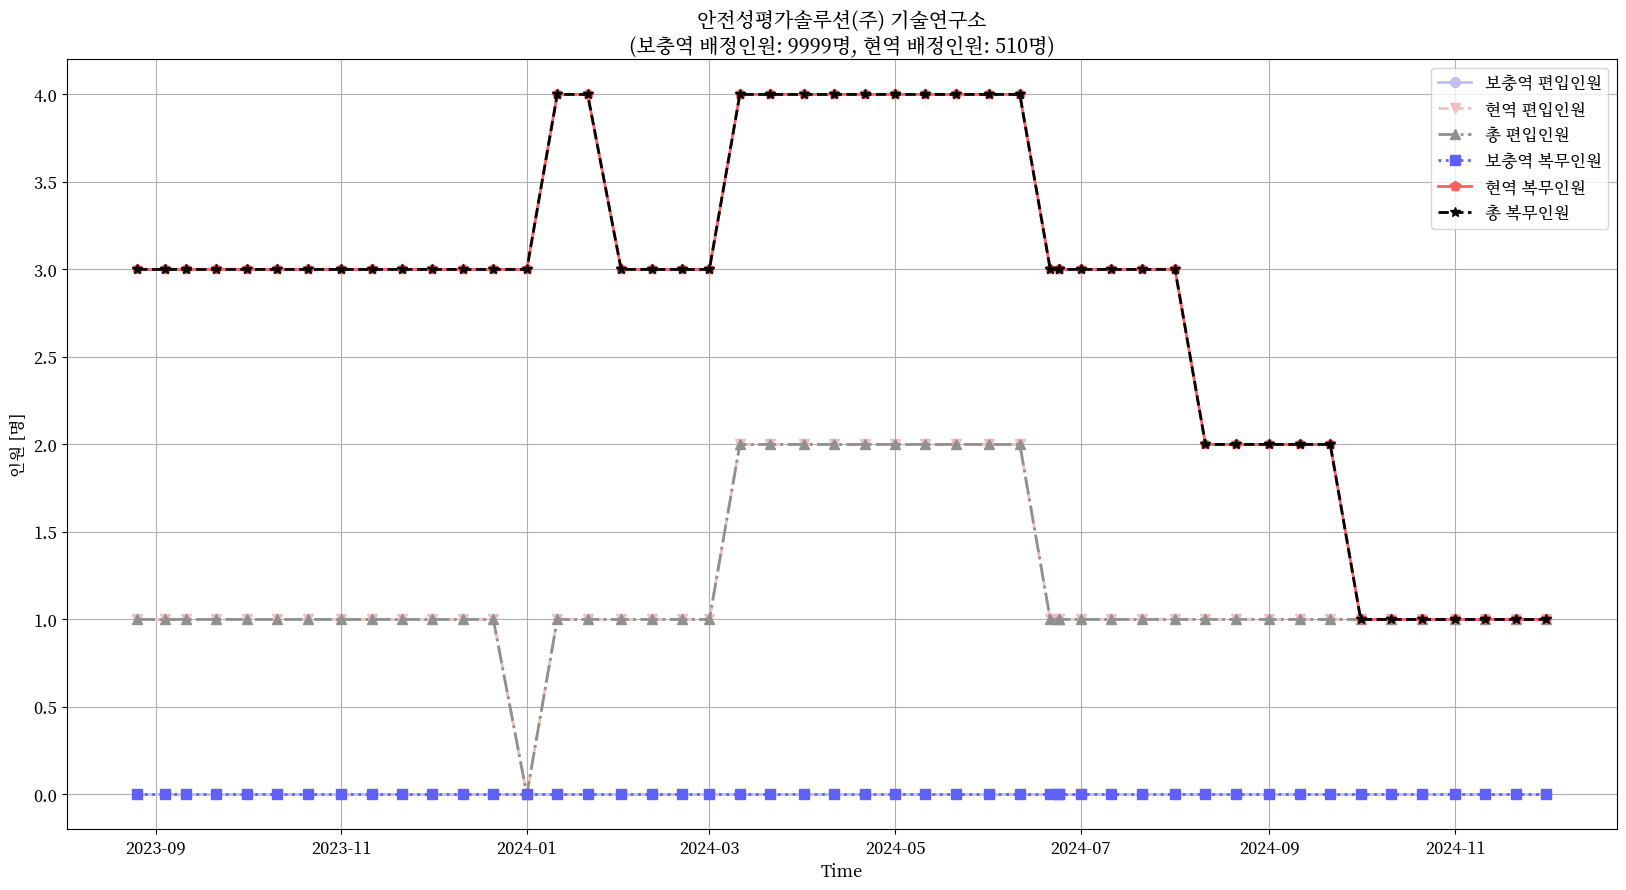 안전성평가솔루션(주) 기술연구소
(보충역 배정인원: 9999명, 현역 배정인원: 510명)
보충역 편입인원
현역 편입인원
총 편입인원
보충역 복무인원
현역 복무인원
총 복무인원
인원 [명]
4.0
3.5
3.0
2.5
2.0
1.5
1.0
0.5
0.0
2023-09
2023-11
2024-01
2024-03
2024-05
2024-07
2024-09
2024-11
Time